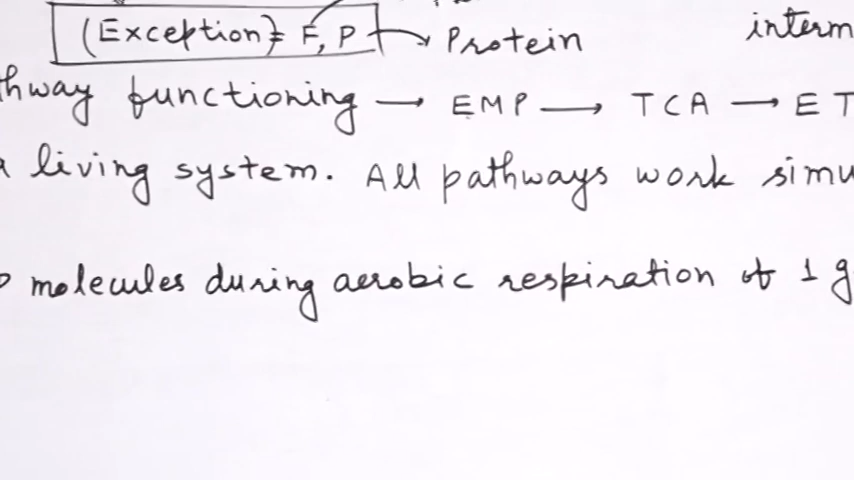 (Exception) = F, P → Protein interm
hway functioning → EMP → TCA → ET
a living system. All pathways work simu
P molecules during aerobic respiration of 1 g